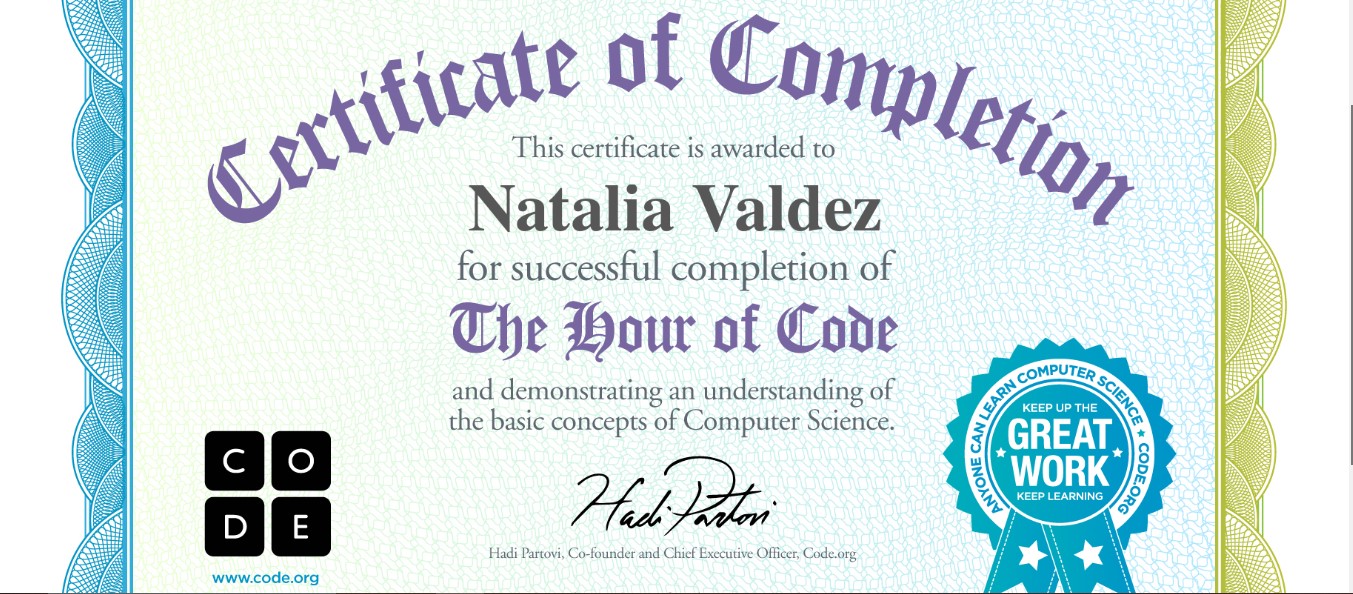 Certificate of Completion
This certificate is awarded to
Natalia Valdez
for successful completion of
The Hour of Code
and demonstrating an understanding of
the basic concepts of Computer Science.
C O
D E
www.code.org
Hadi Partovi
Hadi Partovi, Co-founder and Chief Executive Officer, Code.org
ANYONE CAN LEARN COMPUTER SCIENCE ★ CODE.ORG
KEEP UP THE
GREAT
WORK
KEEP LEARNING